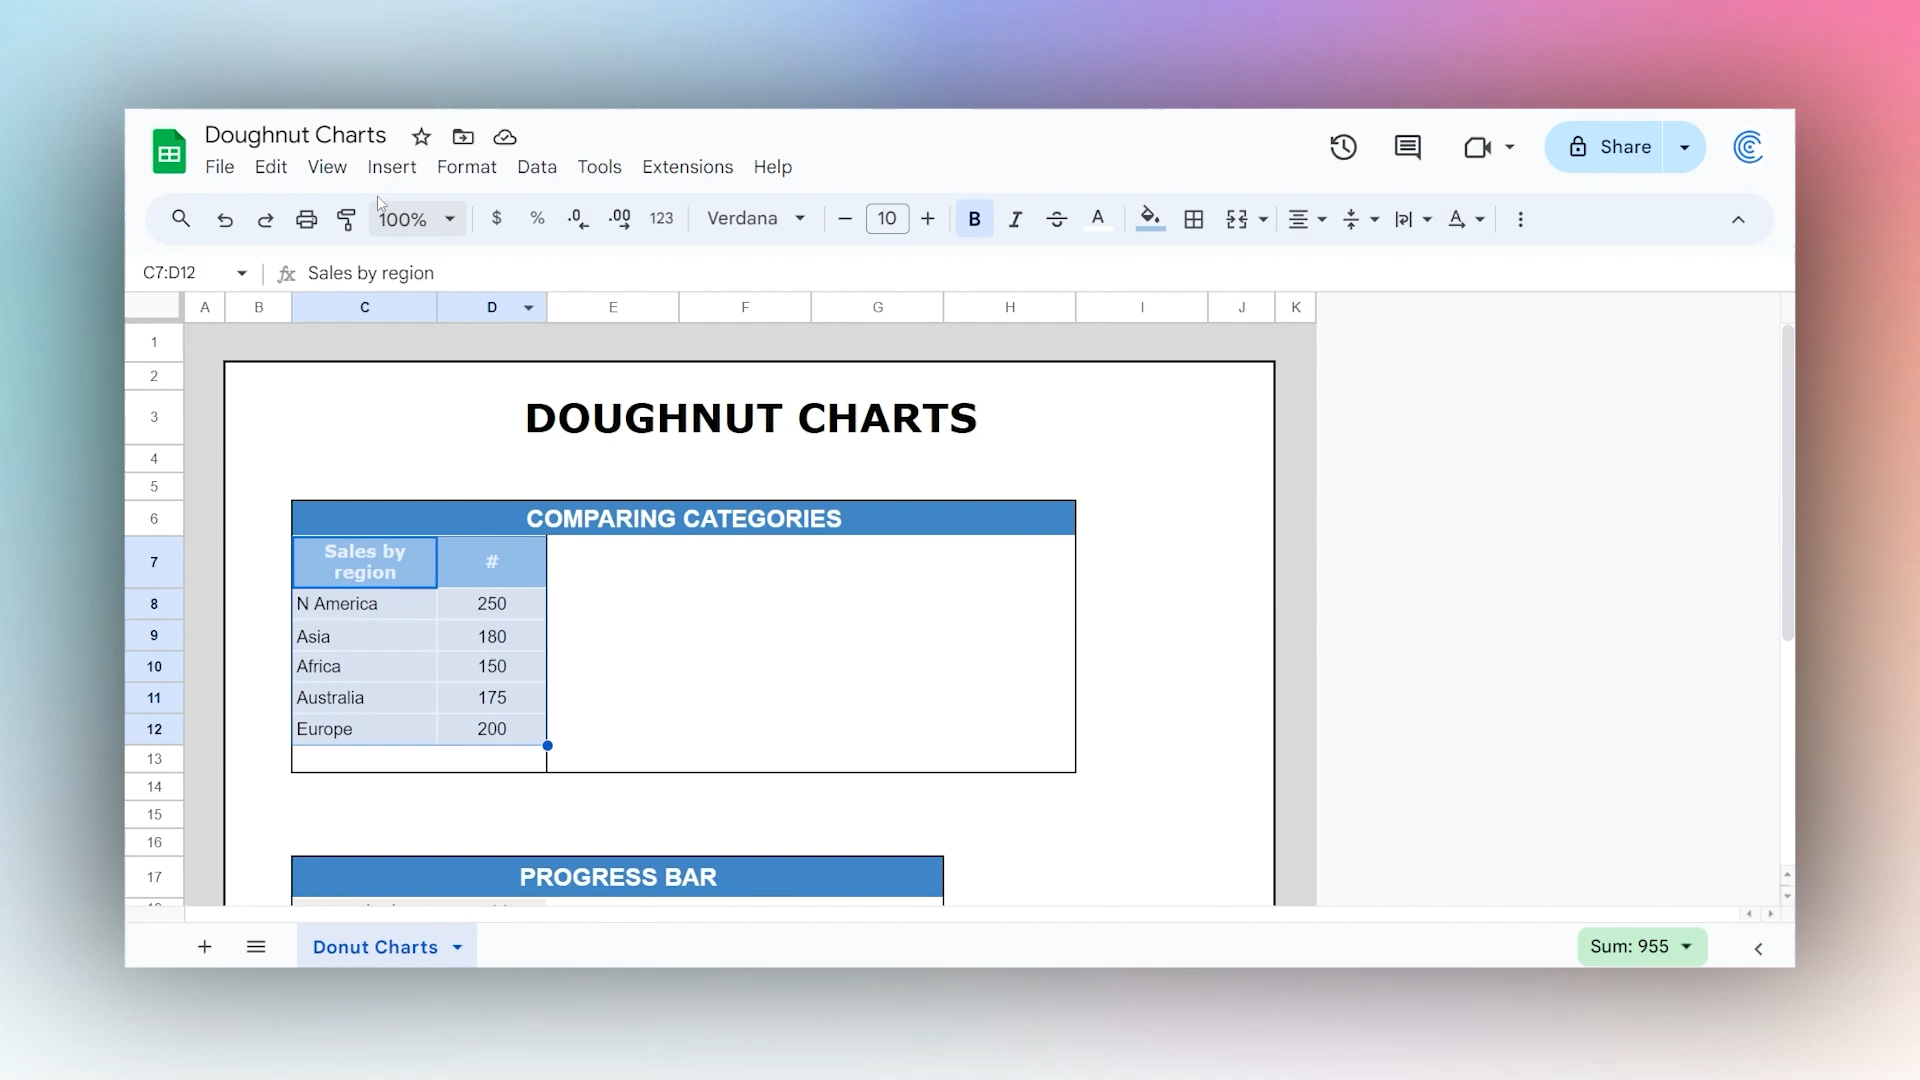 Doughnut Charts
File Edit View Insert Format Data Tools Extensions Help
Share
100% $ % .0 .00 123 Verdana 10 B I A
C7:D12 fx Sales by region
A B C D E F G H I J K
1
2
3 DOUGHNUT CHARTS
4
5
6 COMPARING CATEGORIES
7 Sales by
region #
8 N America 250
9 Asia 180
10 Africa 150
11 Australia 175
12 Europe 200
13
14
15
16
17 PROGRESS BAR
Donut Charts Sum: 955